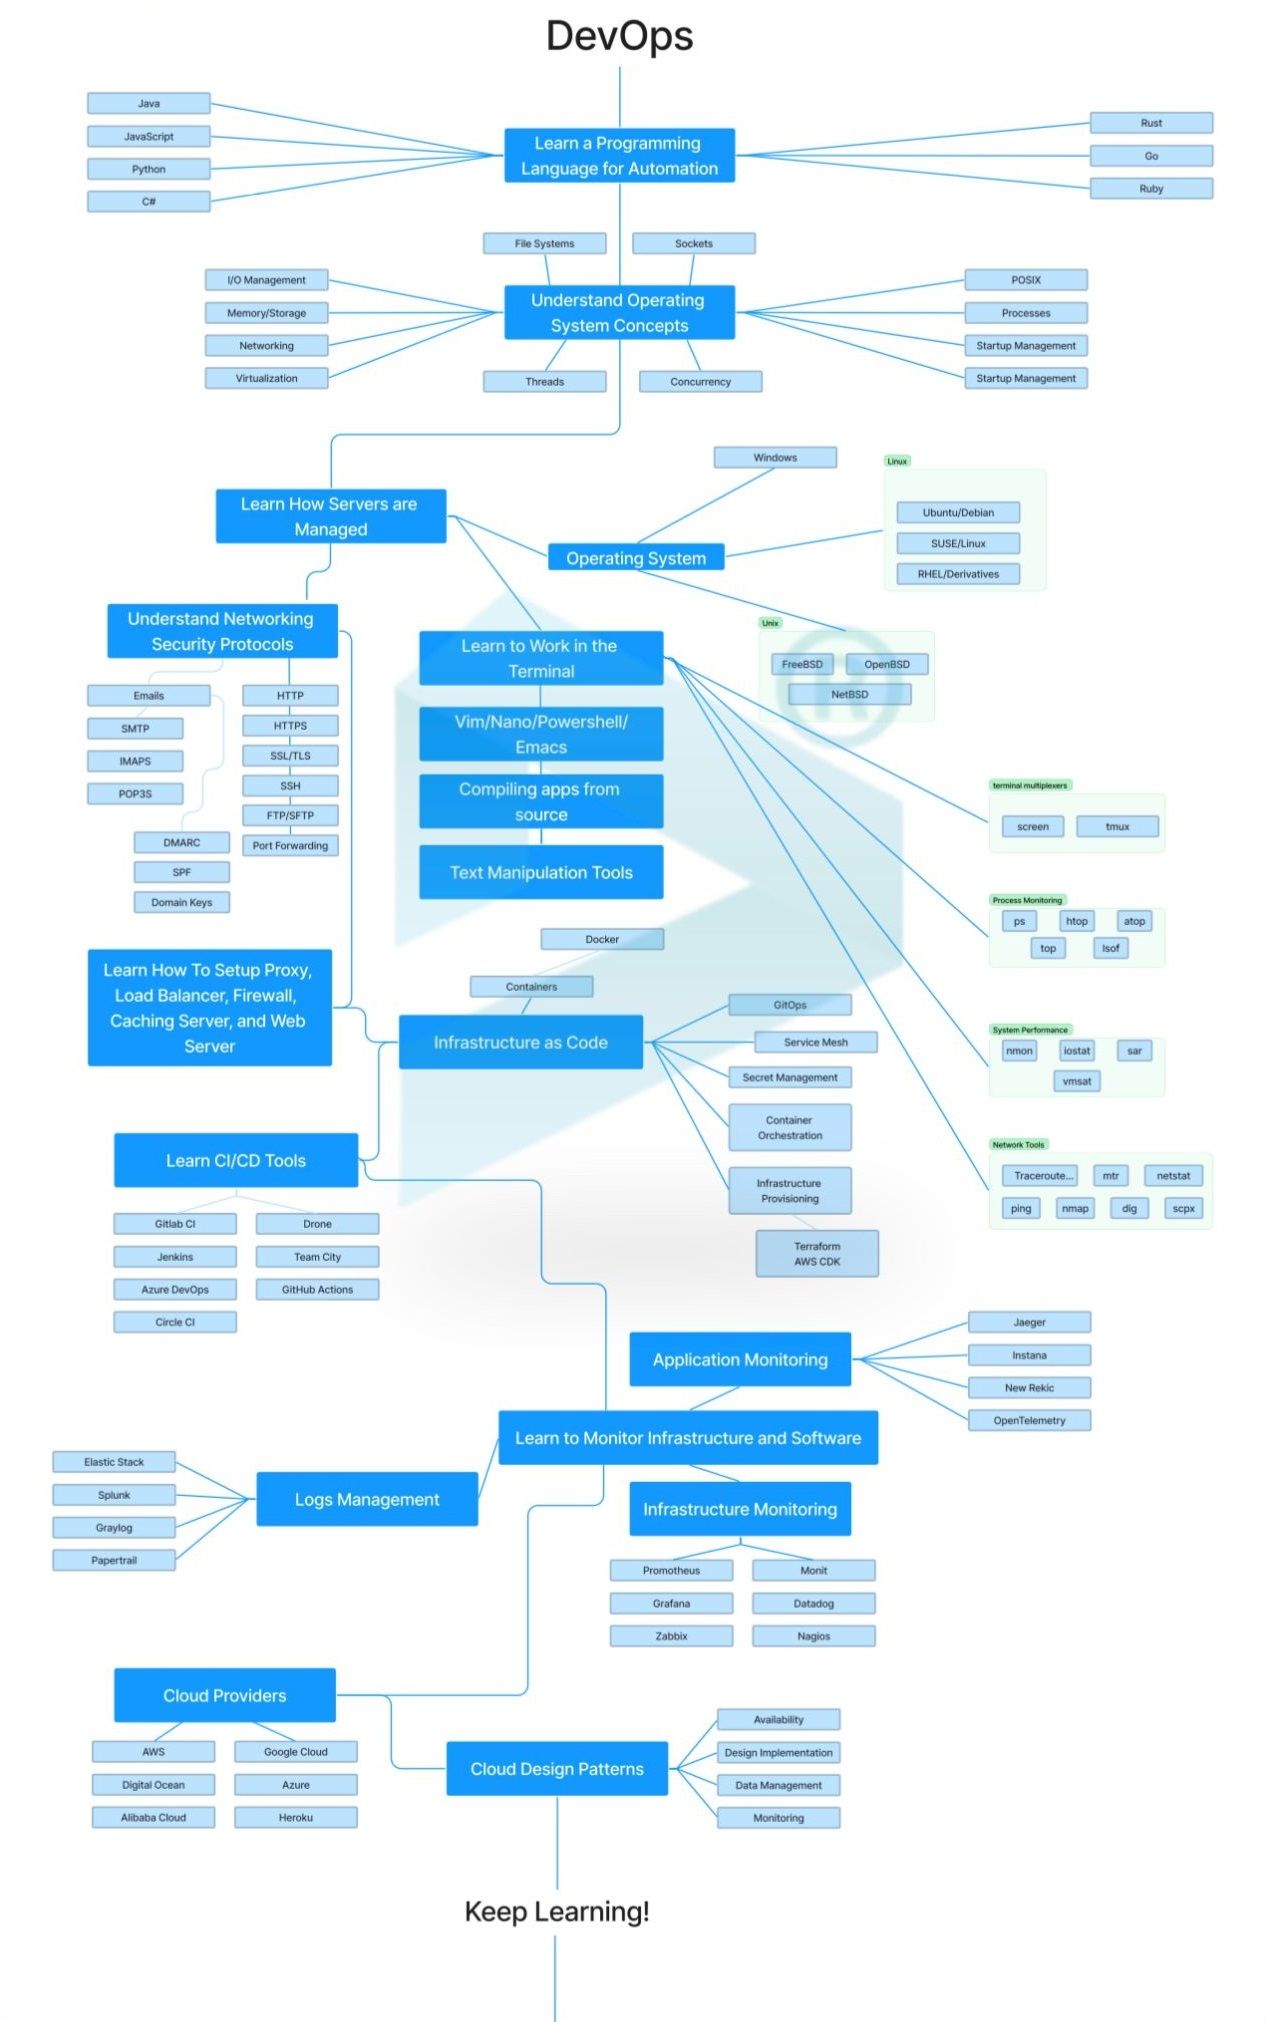 DevOps
Java
JavaScript
Python
C#
Learn a Programming
Language for Automation
Rust
Go
Ruby
File Systems
Sockets
I/O Management
Memory/Storage
Networking
Virtualization
Understand Operating
System Concepts
POSIX
Processes
Startup Management
Startup Management
Threads
Concurrency
Learn How Servers are
Managed
Windows
Operating System
Linux
Ubuntu/Debian
SUSE/Linux
RHEL/Derivatives
Unix
FreeBSD
OpenBSD
NetBSD
Understand Networking
Security Protocols
Emails
SMTP
IMAPS
POP3S
DMARC
SPF
Domain Keys
HTTP
HTTPS
SSL/TLS
SSH
FTP/SFTP
Port Forwarding
Learn to Work in the
Terminal
Vim/Nano/Powershell/
Emacs
Compiling apps from
source
Text Manipulation Tools
terminal multiplexers
screen
tmux
Process Monitoring
ps
htop
atop
top
lsof
System Performance
nmon
iostat
sar
vmsat
Network Tools
Traceroute...
mtr
netstat
ping
nmap
dig
scpx
Learn How To Setup Proxy,
Load Balancer, Firewall,
Caching Server, and Web
Server
Docker
Containers
Infrastructure as Code
GitOps
Service Mesh
Secret Management
Container
Orchestration
Infrastructure
Provisioning
Terraform
AWS CDK
Learn CI/CD Tools
Gitlab CI
Jenkins
Azure DevOps
Circle CI
Drone
Team City
GitHub Actions
Application Monitoring
Jaeger
Instana
New Rekic
OpenTelemetry
Learn to Monitor Infrastructure and Software
Elastic Stack
Splunk
Graylog
Papertrail
Logs Management
Infrastructure Monitoring
Promotheus
Grafana
Zabbix
Monit
Datadog
Nagios
Cloud Providers
AWS
Digital Ocean
Alibaba Cloud
Google Cloud
Azure
Heroku
Cloud Design Patterns
Availability
Design Implementation
Data Management
Monitoring
Keep Learning!